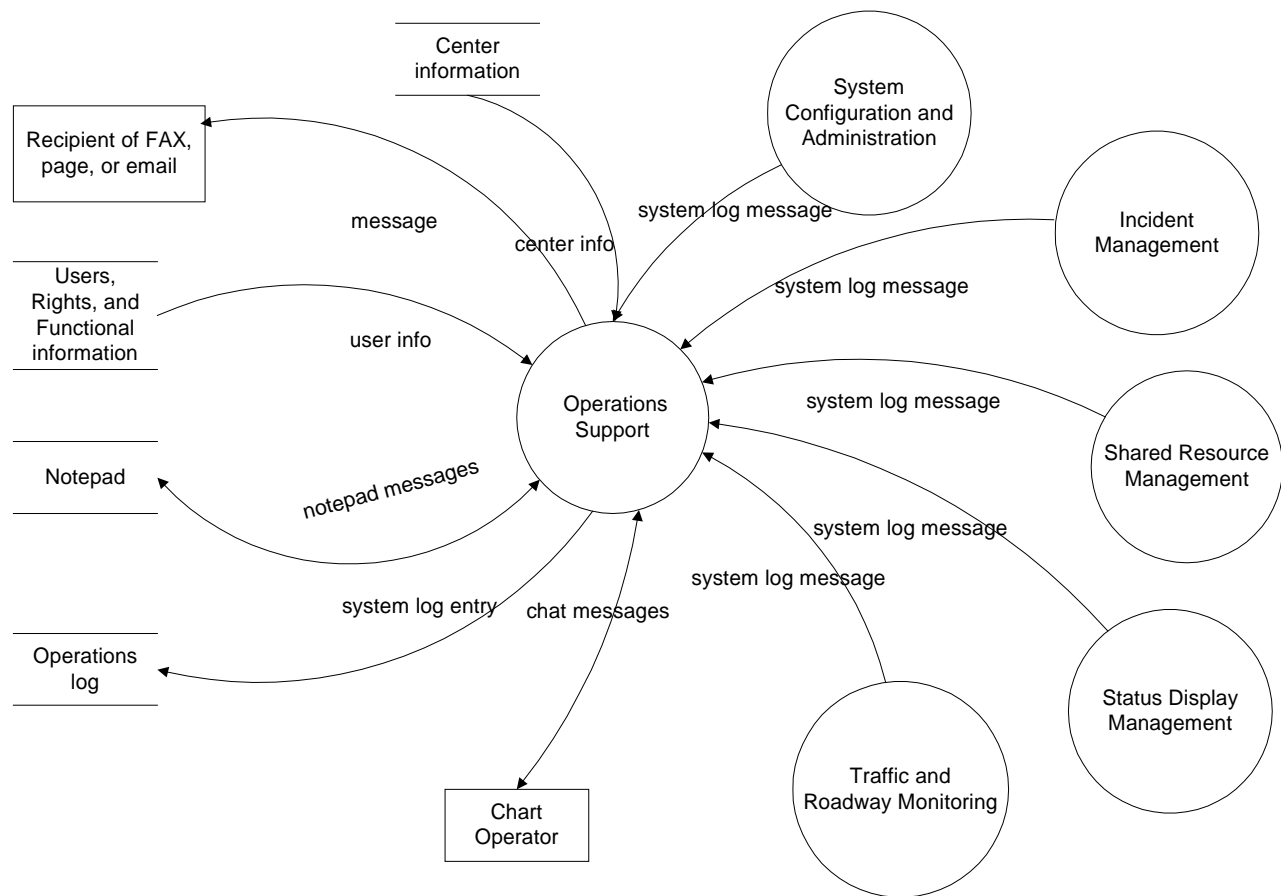 Center
information
System
Configuration and
Administration
Recipient of FAX,
page, or email
message
system log message
Incident
Management
center info
Users,
Rights, and
Functional
information
system log message
user info
Operations
Support
system log message
Shared Resource
Management
Notepad
notepad messages
system log message
system log message
system log entry
chat messages
Operations
log
Status Display
Management
Traffic and
Roadway Monitoring
Chart
Operator